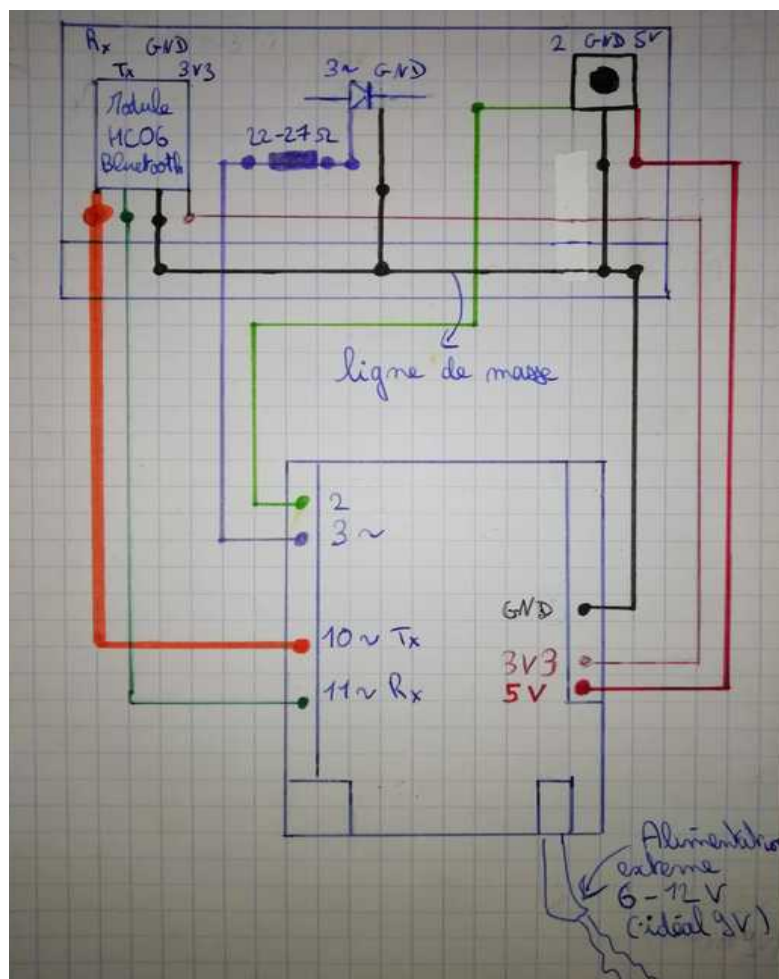 Rx GND
Tx 3V3
Module
HC06
Bluetooth
3~ GND
22-27Ω
2 GND 5V
ligne de masse
2
3~
10~ Tx
11~ Rx
GND
3V3
5V
Alimentation
externe
6-12V
(idéal 9V)